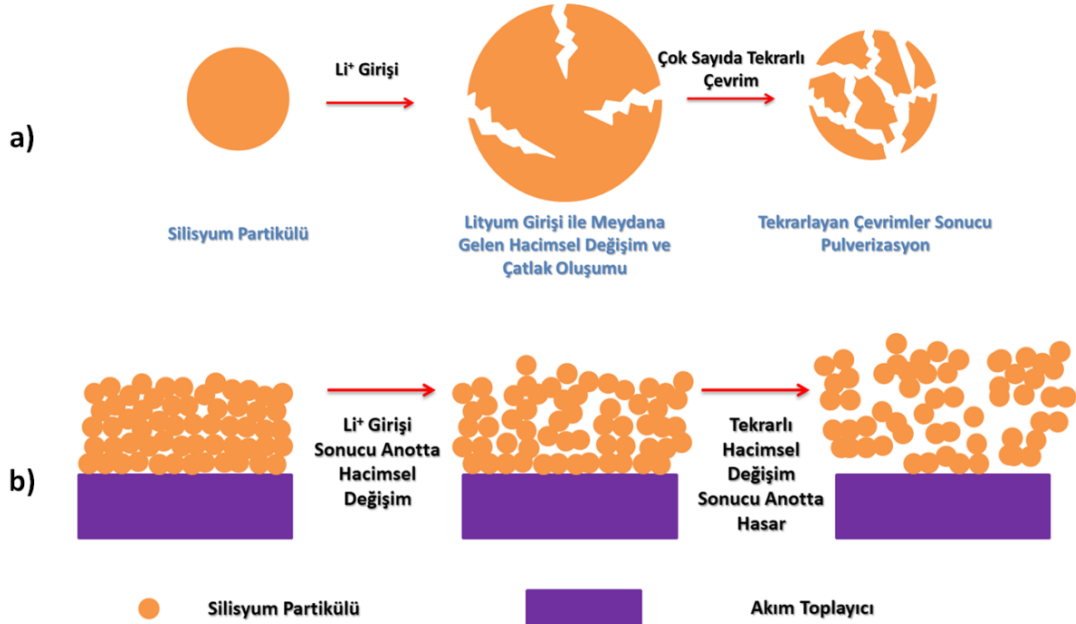 a)
Li⁺ Girişi
Çok Sayıda Tekrarlı
Çevrim
Silisyum Partikülü
Lityum Girişi ile Meydana
Gelen Hacimsel Değişim ve
Çatlak Oluşumu
Tekrarlayan Çevrimler Sonucu
Pulverizasyon
b)
Li⁺ Girişi
Sonucu Anotta
Hacimsel
Değişim
Tekrarlı
Hacimsel
Değişim
Sonucu Anotta
Hasar
Silisyum Partikülü
Akım Toplayıcı